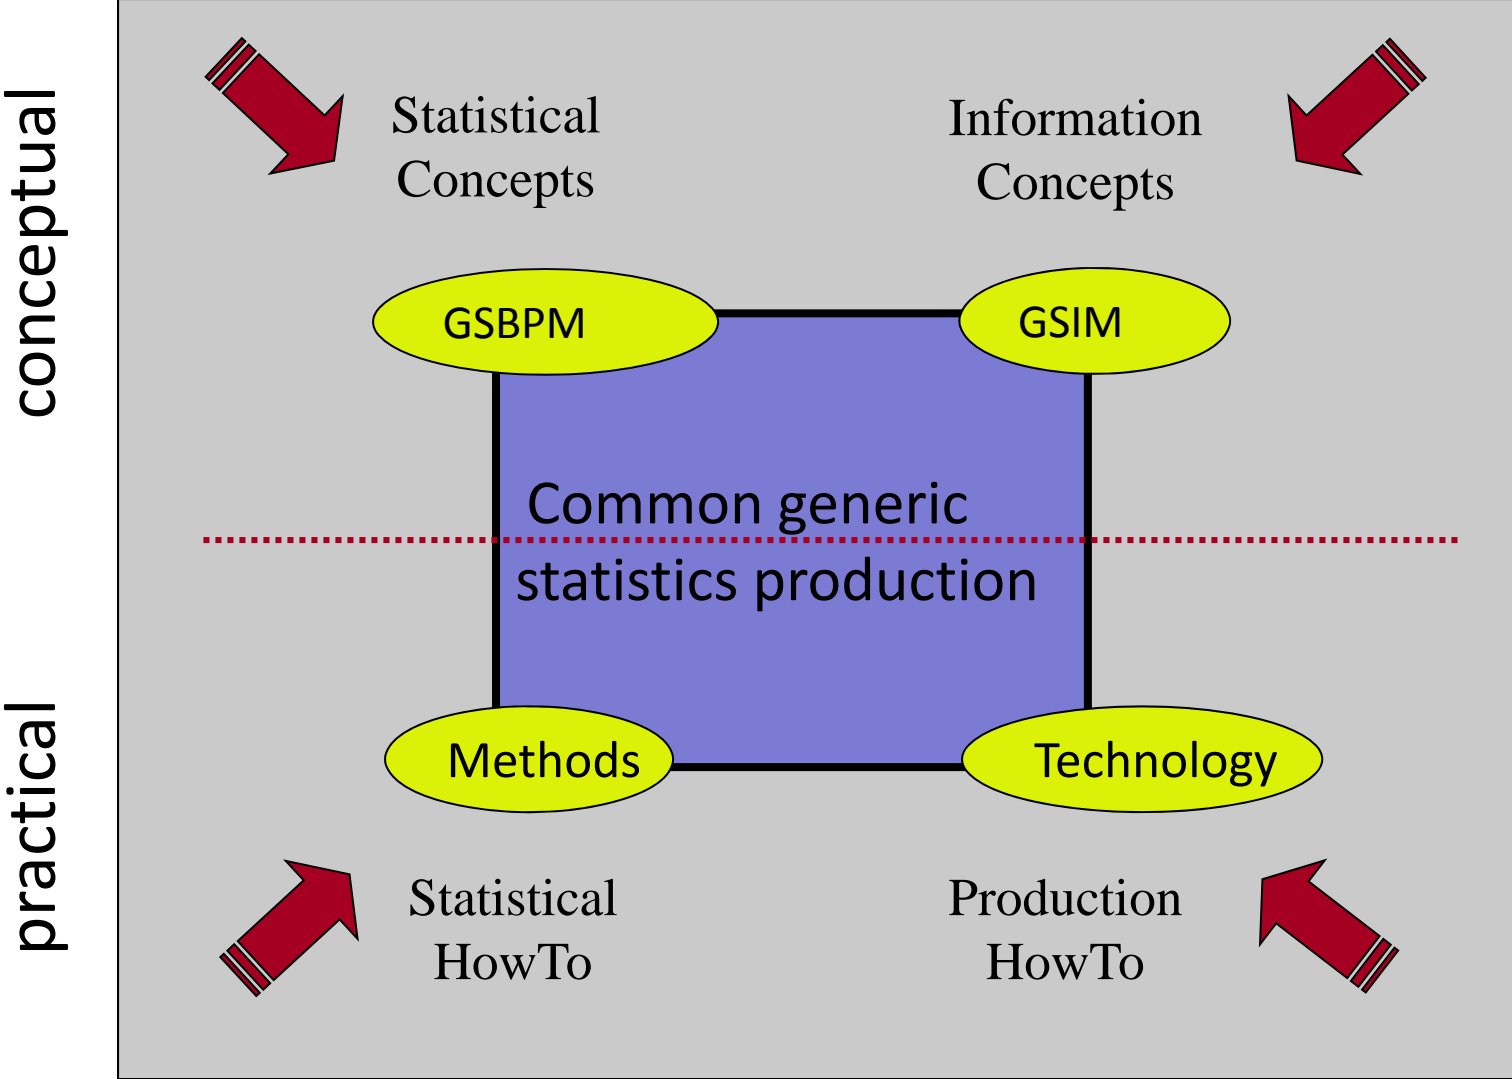 conceptual
Statistical
Concepts
Information
Concepts
GSBPM
GSIM
Common generic
statistics production
practical
Methods
Technology
Statistical
HowTo
Production
HowTo